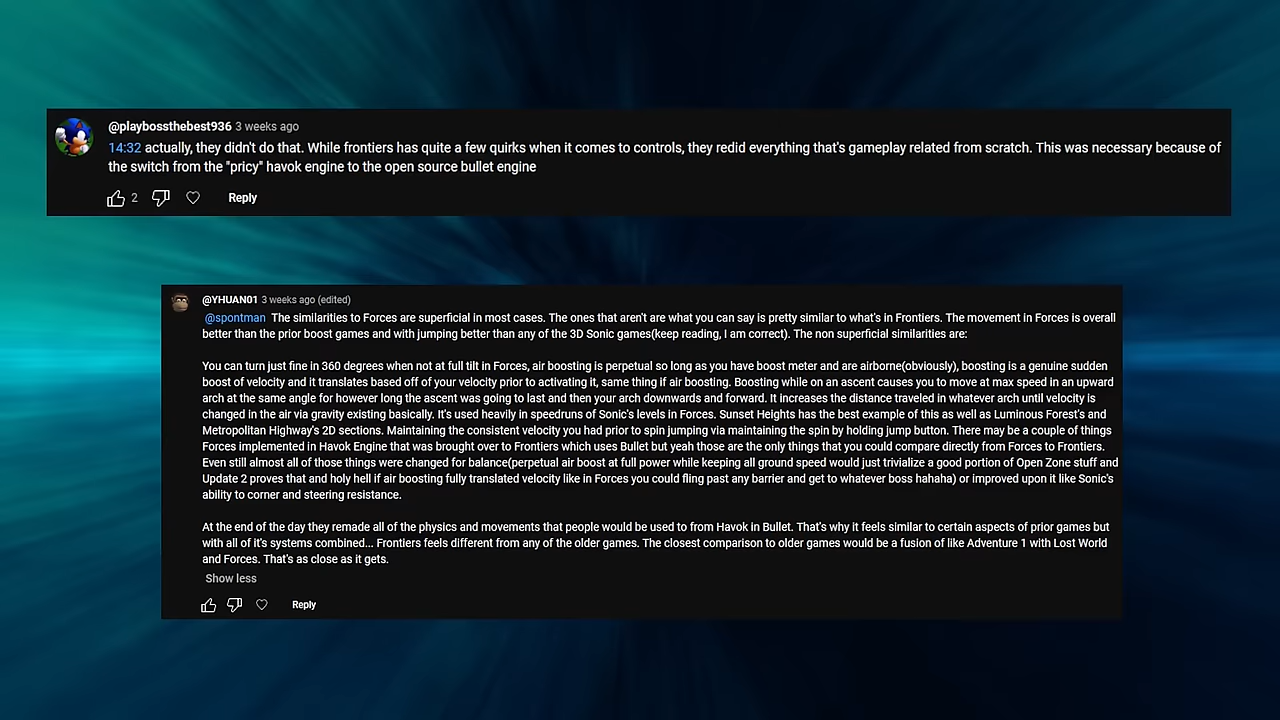 @playbossthebest936 3 weeks ago
14:32 actually, they didn't do that. While frontiers has quite a few quirks when it comes to controls, they redid everything that's gameplay related from scratch. This was necessary because of
the switch from the "pricy" havok engine to the open source bullet engine
2 Reply
@YHUAN01 3 weeks ago (edited)
@spontman The similarities to Forces are superficial in most cases. The ones that aren't are what you can say is pretty similar to what's in Frontiers. The movement in Forces is overall
better than the prior boost games and with jumping better than any of the 3D Sonic games(keep reading, I am correct). The non superficial similarities are:
You can turn just fine in 360 degrees when not at full tilt in Forces, air boosting is perpetual so long as you have boost meter and are airborne(obviously), boosting is a genuine sudden
boost of velocity and it translates based off of your velocity prior to activating it, same thing if air boosting. Boosting while on an ascent causes you to move at max speed in an upward
arch at the same angle for however long the ascent was going to last and then your arch downwards and forward. It increases the distance traveled in whatever arch until velocity is
changed in the air via gravity existing basically. It's used heavily in speedruns of Sonic's levels in Forces. Sunset Heights has the best example of this as well as Luminous Forest's and
Metropolitan Highway's 2D sections. Maintaining the consistent velocity you had prior to spin jumping via maintaining the spin by holding jump button. There may be a couple of things
Forces implemented in Havok Engine that was brought over to Frontiers which uses Bullet but yeah those are the only things that you could compare directly from Forces to Frontiers.
Even still almost all of those things were changed for balance(perpetual air boost at full power while keeping all ground speed would just trivialize a good portion of Open Zone stuff and
Update 2 proves that and holy hell if air boosting fully translated velocity like in Forces you could fling past any barrier and get to whatever boss hahaha) or improved upon it like Sonic's
ability to corner and steering resistance.
At the end of the day they remade all of the physics and movements that people would be used to from Havok in Bullet. That's why it feels similar to certain aspects of prior games but
with all of it's systems combined... Frontiers feels different from any of the older games. The closest comparison to older games would be a fusion of like Adventure 1 with Lost World
and Forces. That's as close as it gets.
Show less
Reply